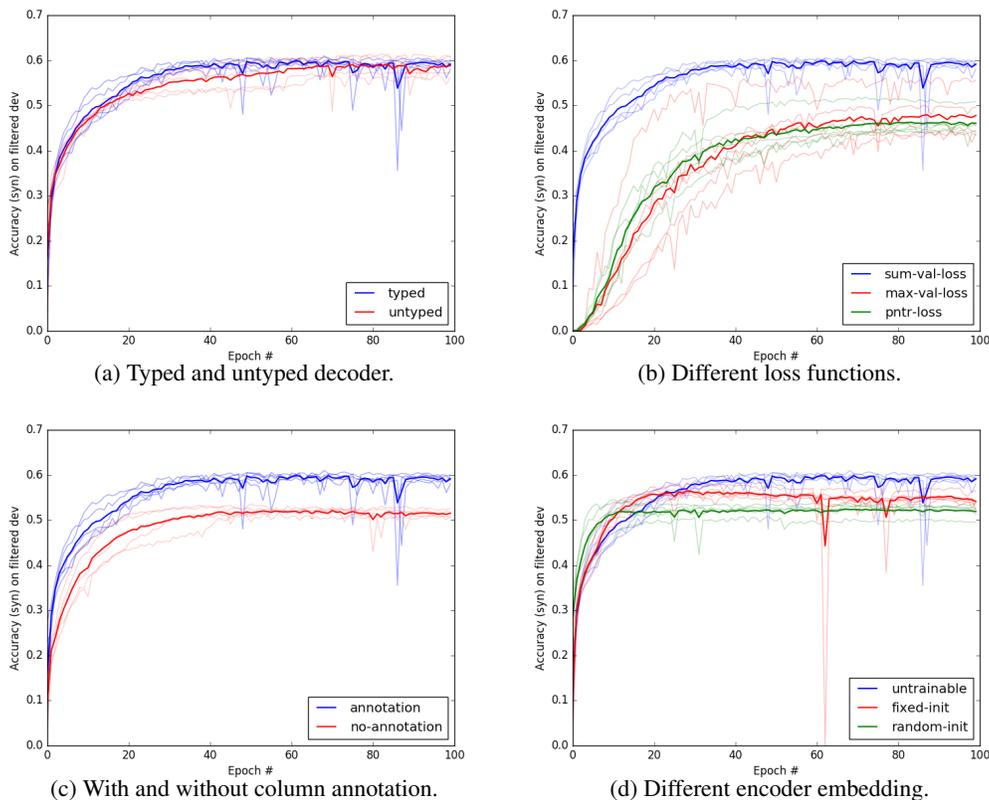 0.7
0.6
0.5
0.4
0.3
0.2
0.1
0.0
Accuracy (syn) on filtered dev
typed
untyped
0 20 40 60 80 100
Epoch #
(a) Typed and untyped decoder.
0.7
0.6
0.5
0.4
0.3
0.2
0.1
0.0
Accuracy (syn) on filtered dev
sum-val-loss
max-val-loss
pntr-loss
0 20 40 60 80 100
Epoch #
(b) Different loss functions.
0.7
0.6
0.5
0.4
0.3
0.2
0.1
0.0
Accuracy (syn) on filtered dev
annotation
no-annotation
0 20 40 60 80 100
Epoch #
(c) With and without column annotation.
0.7
0.6
0.5
0.4
0.3
0.2
0.1
0.0
Accuracy (syn) on filtered dev
untrainable
fixed-init
random-init
0 20 40 60 80 100
Epoch #
(d) Different encoder embedding.